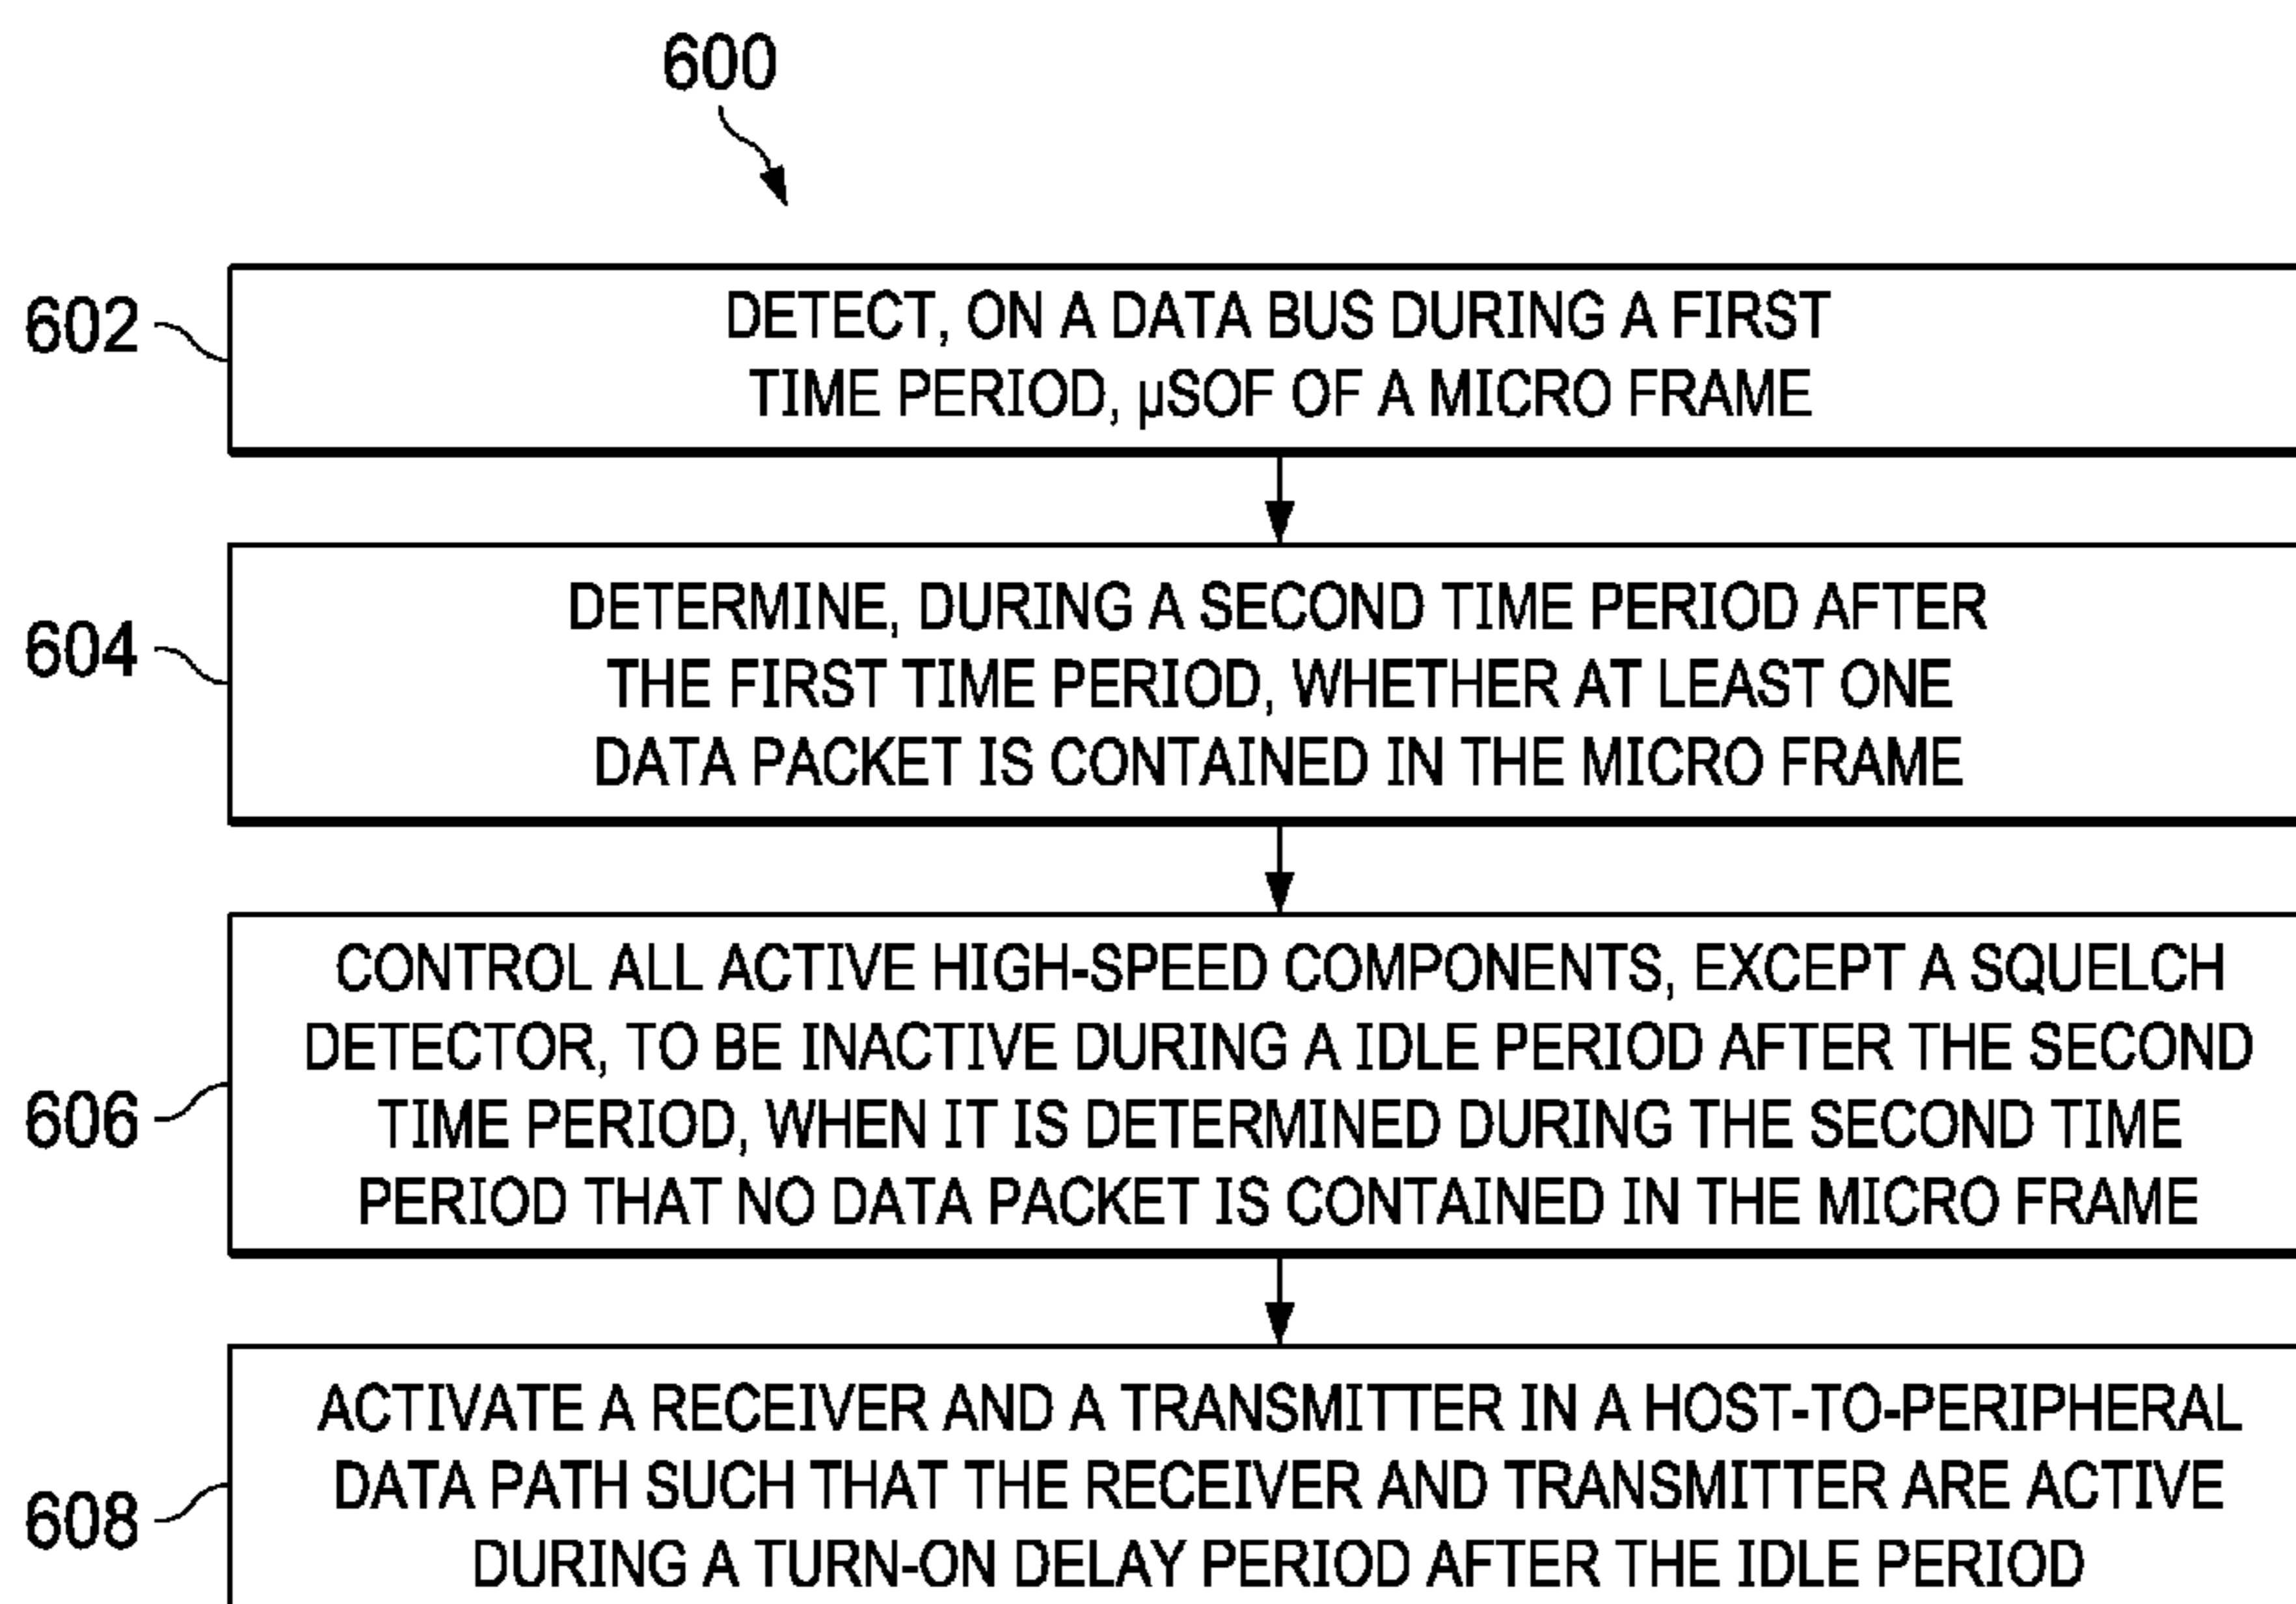 600
602
DETECT, ON A DATA BUS DURING A FIRST
TIME PERIOD, µSOF OF A MICRO FRAME
604
DETERMINE, DURING A SECOND TIME PERIOD AFTER
THE FIRST TIME PERIOD, WHETHER AT LEAST ONE
DATA PACKET IS CONTAINED IN THE MICRO FRAME
606
CONTROL ALL ACTIVE HIGH-SPEED COMPONENTS, EXCEPT A SQUELCH
DETECTOR, TO BE INACTIVE DURING A IDLE PERIOD AFTER THE SECOND
TIME PERIOD, WHEN IT IS DETERMINED DURING THE SECOND TIME
PERIOD THAT NO DATA PACKET IS CONTAINED IN THE MICRO FRAME
608
ACTIVATE A RECEIVER AND A TRANSMITTER IN A HOST-TO-PERIPHERAL
DATA PATH SUCH THAT THE RECEIVER AND TRANSMITTER ARE ACTIVE
DURING A TURN-ON DELAY PERIOD AFTER THE IDLE PERIOD